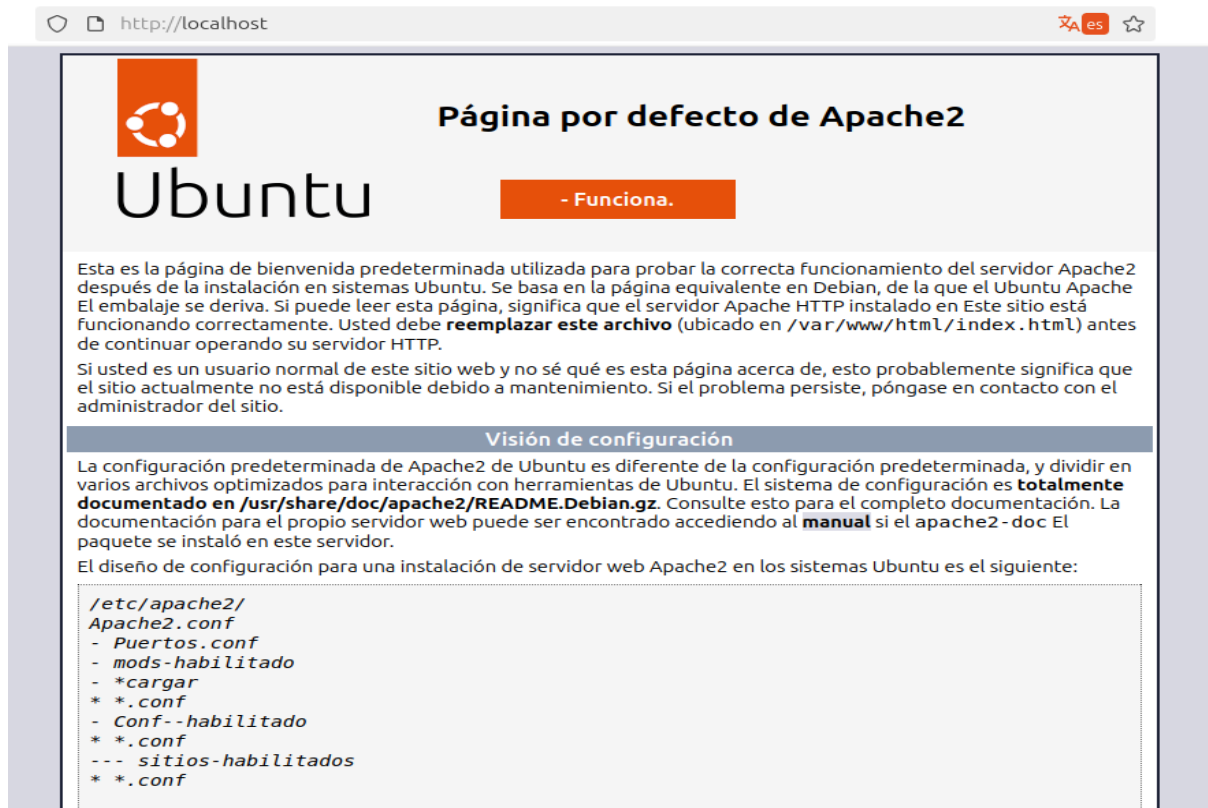 http://localhost
es
Página por defecto de Apache2
Ubuntu
- Funciona.
Esta es la página de bienvenida predeterminada utilizada para probar la correcta funcionamiento del servidor Apache2
después de la instalación en sistemas Ubuntu. Se basa en la página equivalente en Debian, de la que el Ubuntu Apache
El embalaje se deriva. Si puede leer esta página, significa que el servidor Apache HTTP instalado en Este sitio está
funcionando correctamente. Usted debe reemplazar este archivo (ubicado en /var/www/html/index.html) antes
de continuar operando su servidor HTTP.
Si usted es un usuario normal de este sitio web y no sé qué es esta página acerca de, esto probablemente significa que
el sitio actualmente no está disponible debido a mantenimiento. Si el problema persiste, póngase en contacto con el
administrador del sitio.
Visión de configuración
La configuración predeterminada de Apache2 de Ubuntu es diferente de la configuración predeterminada, y dividir en
varios archivos optimizados para interacción con herramientas de Ubuntu. El sistema de configuración es totalmente
documentado en /usr/share/doc/apache2/README.Debian.gz. Consulte esto para el completo documentación. La
documentación para el propio servidor web puede ser encontrado accediendo al manual si el apache2-doc El
paquete se instaló en este servidor.
El diseño de configuración para una instalación de servidor web Apache2 en los sistemas Ubuntu es el siguiente:
/etc/apache2/
Apache2.conf
- Puertos.conf
- mods-habilitado
- *cargar
* *.conf
- Conf--habilitado
* *.conf
--- sitios-habilitados
* *.conf